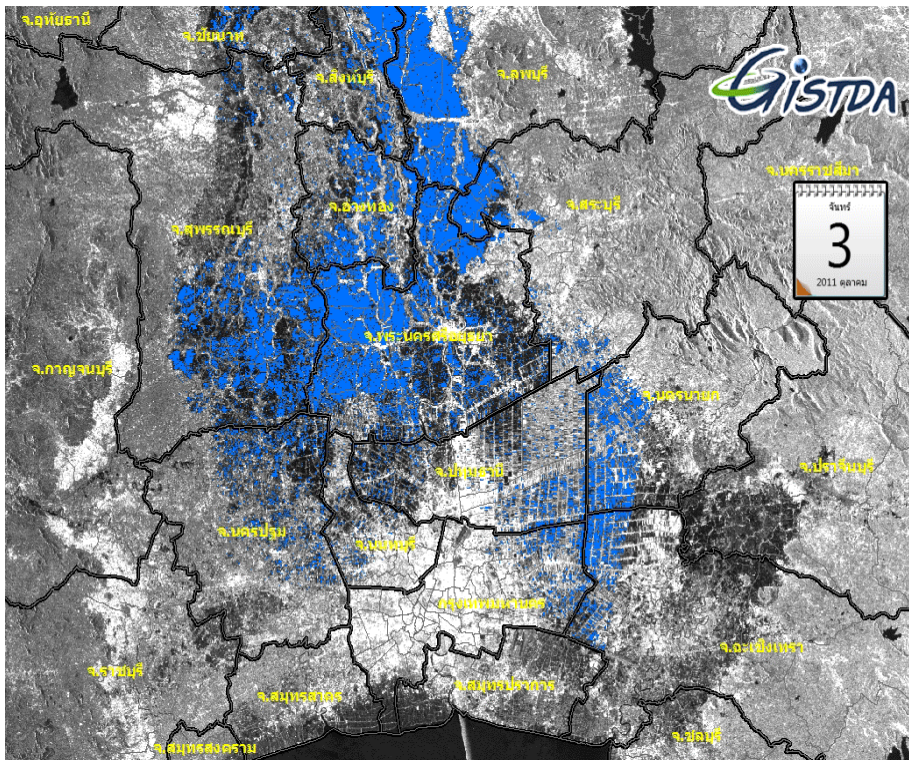 จ.อุทัยธานี
จ.ชัยนาท
จ.สิงห์บุรี
จ.ลพบุรี
GISTDA
จ.นครราชสีมา
จันทร์
3
2011 ตุลาคม
จ.อ่างทอง
จ.สระบุรี
จ.สุพรรณบุรี
จ.พระนครศรีอยุธยา
จ.กาญจนบุรี
จ.นครนายก
จ.ปทุมธานี
จ.ปราจีนบุรี
จ.นครปฐม
จ.นนทบุรี
กรุงเทพมหานคร
จ.ฉะเชิงเทรา
จ.ราชบุรี
จ.สมุทรสาคร
จ.สมุทรปราการ
จ.สมุทรสงคราม
จ.ชลบุรี